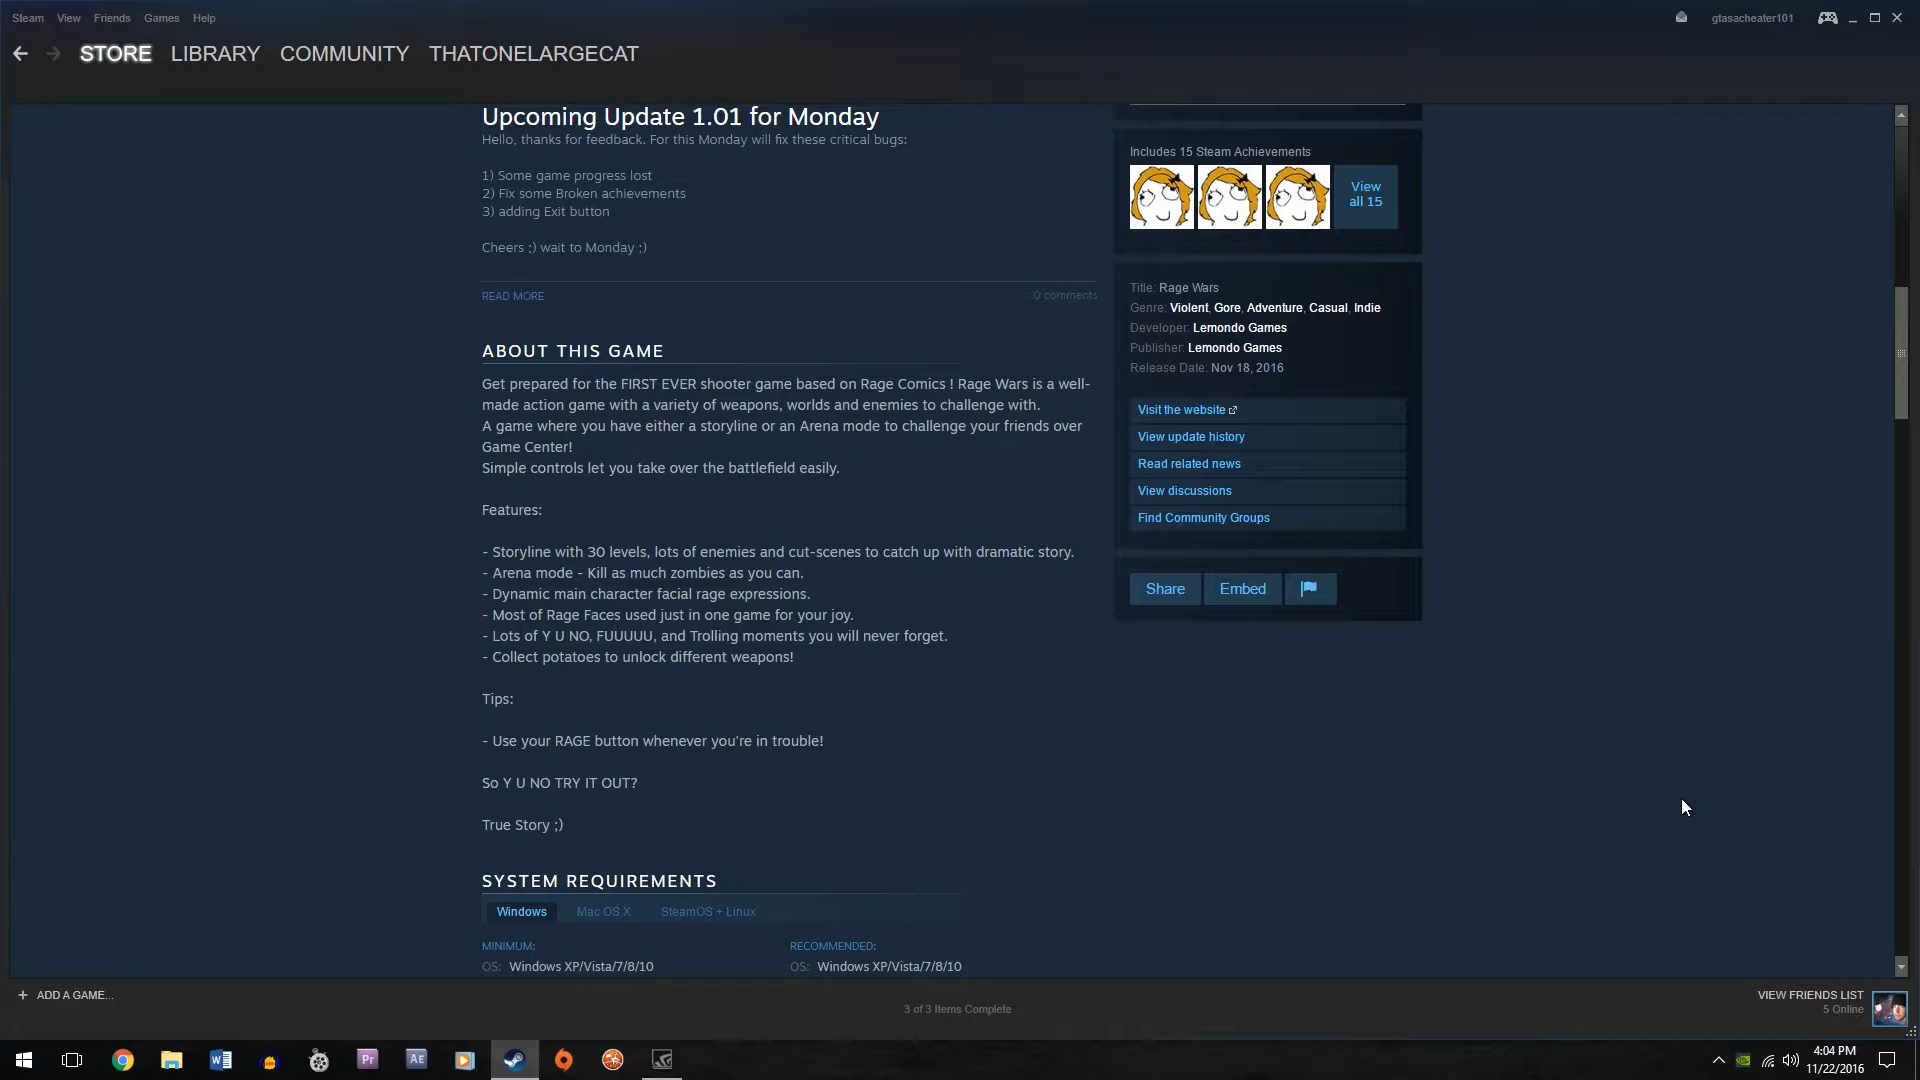 Steam View Friends Games Help
gtasacheater101
STORE LIBRARY COMMUNITY THATONELARGECAT
Upcoming Update 1.01 for Monday
Hello, thanks for feedback. For this Monday will fix these critical bugs:
1) Some game progress lost
2) Fix some Broken achievements
3) adding Exit button
Cheers ;) wait to Monday ;)
READ MORE
0 comments
ABOUT THIS GAME
Get prepared for the FIRST EVER shooter game based on Rage Comics ! Rage Wars is a well-
made action game with a variety of weapons, worlds and enemies to challenge with.
A game where you have either a storyline or an Arena mode to challenge your friends over
Game Center!
Simple controls let you take over the battlefield easily.
Features:
- Storyline with 30 levels, lots of enemies and cut-scenes to catch up with dramatic story.
- Arena mode - Kill as much zombies as you can.
- Dynamic main character facial rage expressions.
- Most of Rage Faces used just in one game for your joy.
- Lots of Y U NO, FUUUUU, and Trolling moments you will never forget.
- Collect potatoes to unlock different weapons!
Tips:
- Use your RAGE button whenever you're in trouble!
So Y U NO TRY IT OUT?
True Story ;)
SYSTEM REQUIREMENTS
Windows Mac OS X SteamOS + Linux
MINIMUM:
OS: Windows XP/Vista/7/8/10
RECOMMENDED:
OS: Windows XP/Vista/7/8/10
Includes 15 Steam Achievements
View
all 15
Title: Rage Wars
Genre: Violent, Gore, Adventure, Casual, Indie
Developer: Lemondo Games
Publisher: Lemondo Games
Release Date: Nov 18, 2016
Visit the website
View update history
Read related news
View discussions
Find Community Groups
Share Embed
+ ADD A GAME...
3 of 3 Items Complete
VIEW FRIENDS LIST
5 Online
Pr
AE
4:04 PM
11/22/2016